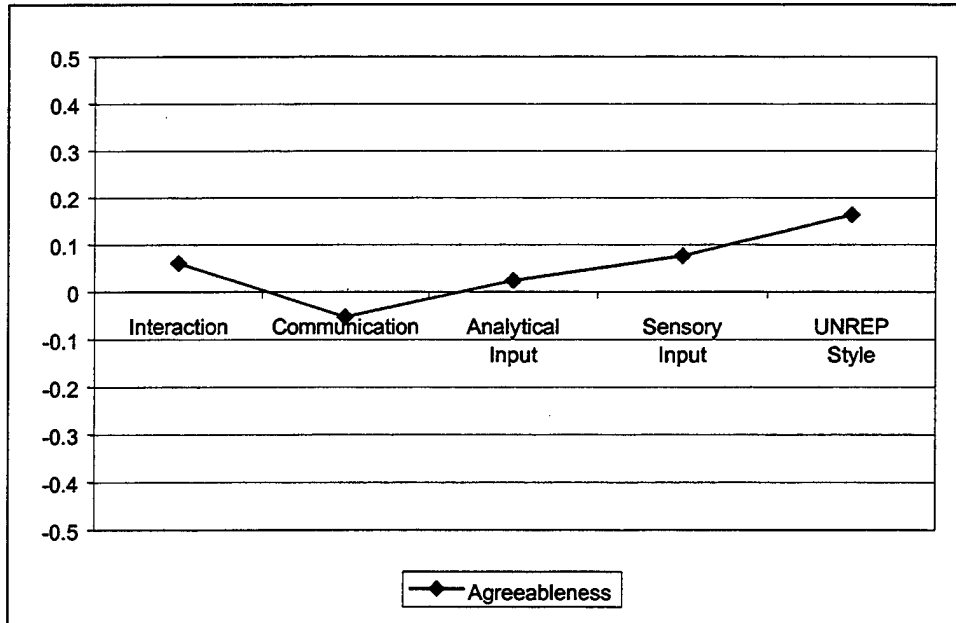 0.5
0.4
0.3
0.2
0.1
0
-0.1
-0.2
-0.3
-0.4
-0.5
Interaction
Communication
Analytical
Input
Sensory
Input
UNREP
Style
Agreeableness